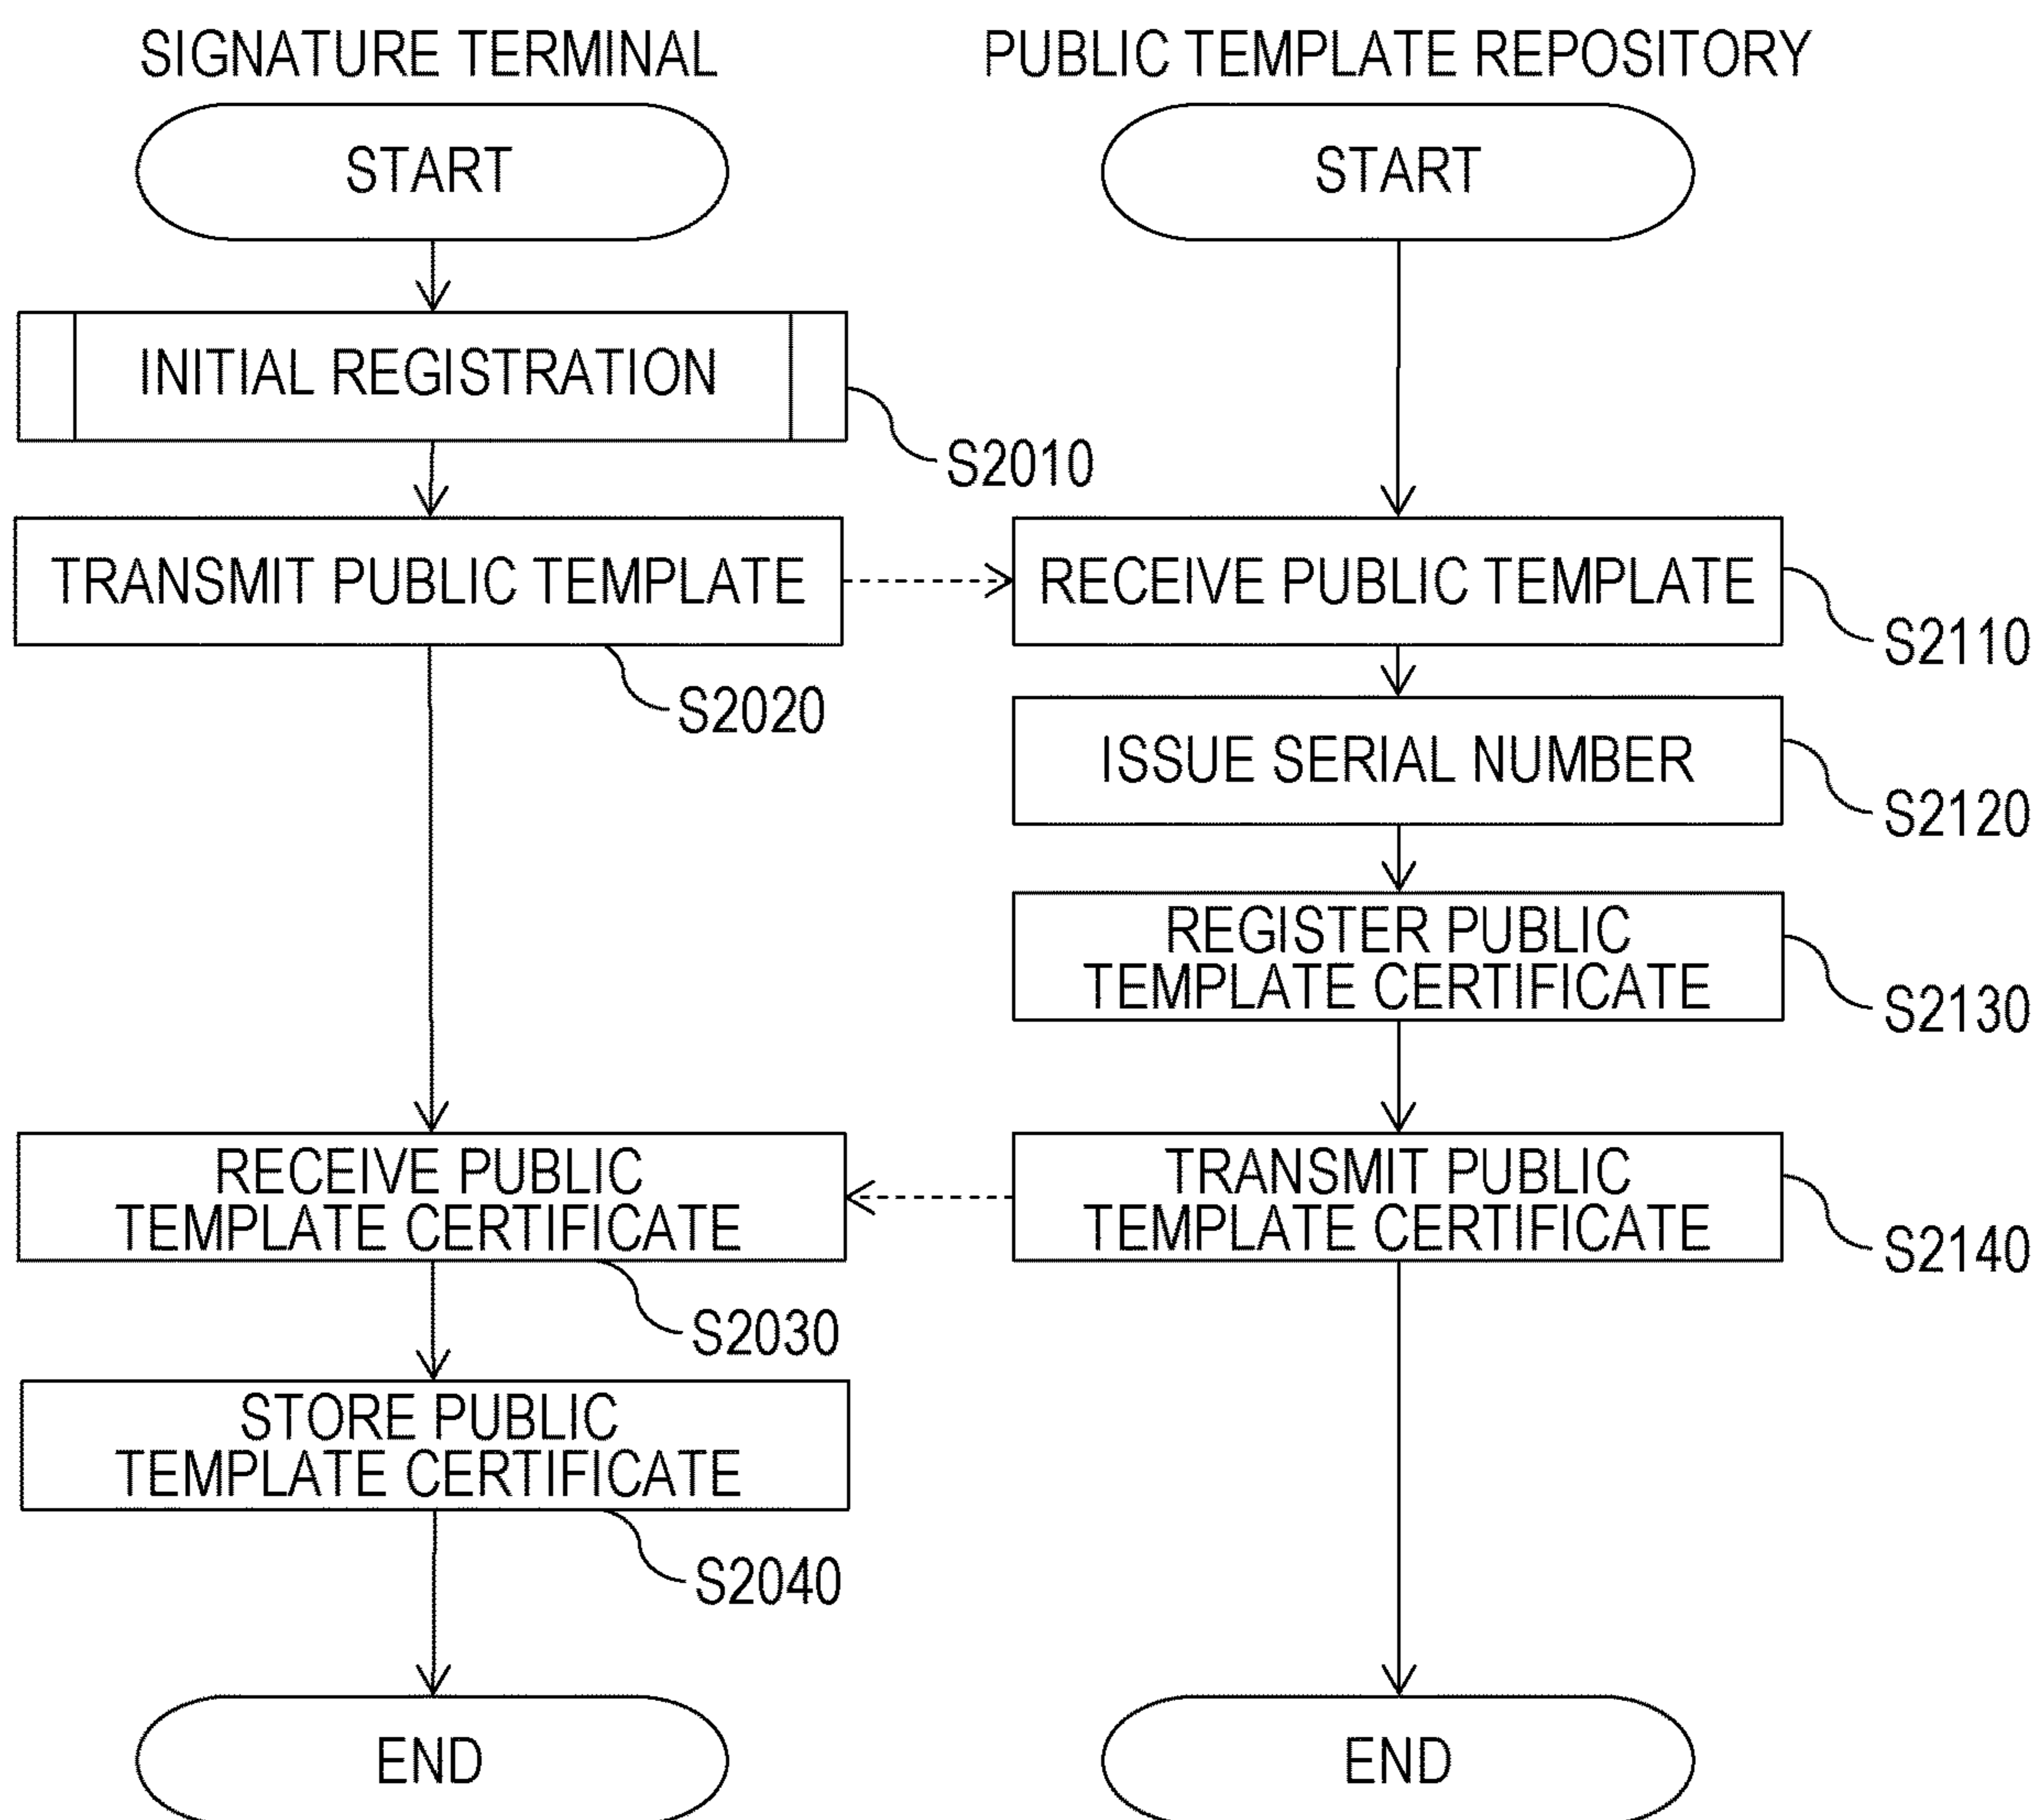 SIGNATURE TERMINAL
START
INITIAL REGISTRATION
S2010
TRANSMIT PUBLIC TEMPLATE
S2020
RECEIVE PUBLIC
TEMPLATE CERTIFICATE
S2030
STORE PUBLIC
TEMPLATE CERTIFICATE
S2040
END
PUBLIC TEMPLATE REPOSITORY
START
RECEIVE PUBLIC TEMPLATE
S2110
ISSUE SERIAL NUMBER
S2120
REGISTER PUBLIC
TEMPLATE CERTIFICATE
S2130
TRANSMIT PUBLIC
TEMPLATE CERTIFICATE
S2140
END